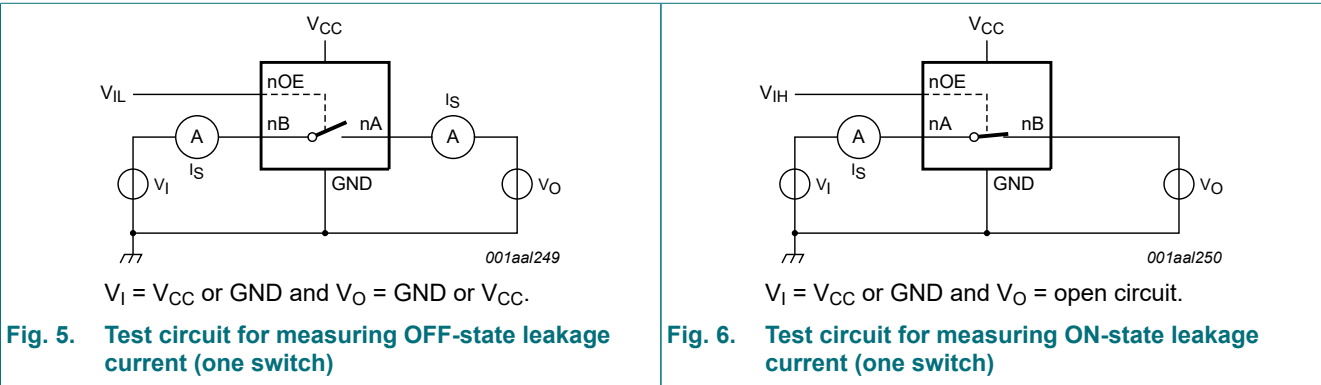 VCC
nOE
VIL
IS
nB
nA
A
A
IS
VI
GND
VO
001aal249
VI = VCC or GND and VO = GND or VCC.
Fig. 5. Test circuit for measuring OFF-state leakage
current (one switch)
VCC
nOE
VIH
nA
nB
A
IS
VI
GND
VO
001aal250
VI = VCC or GND and VO = open circuit.
Fig. 6. Test circuit for measuring ON-state leakage
current (one switch)